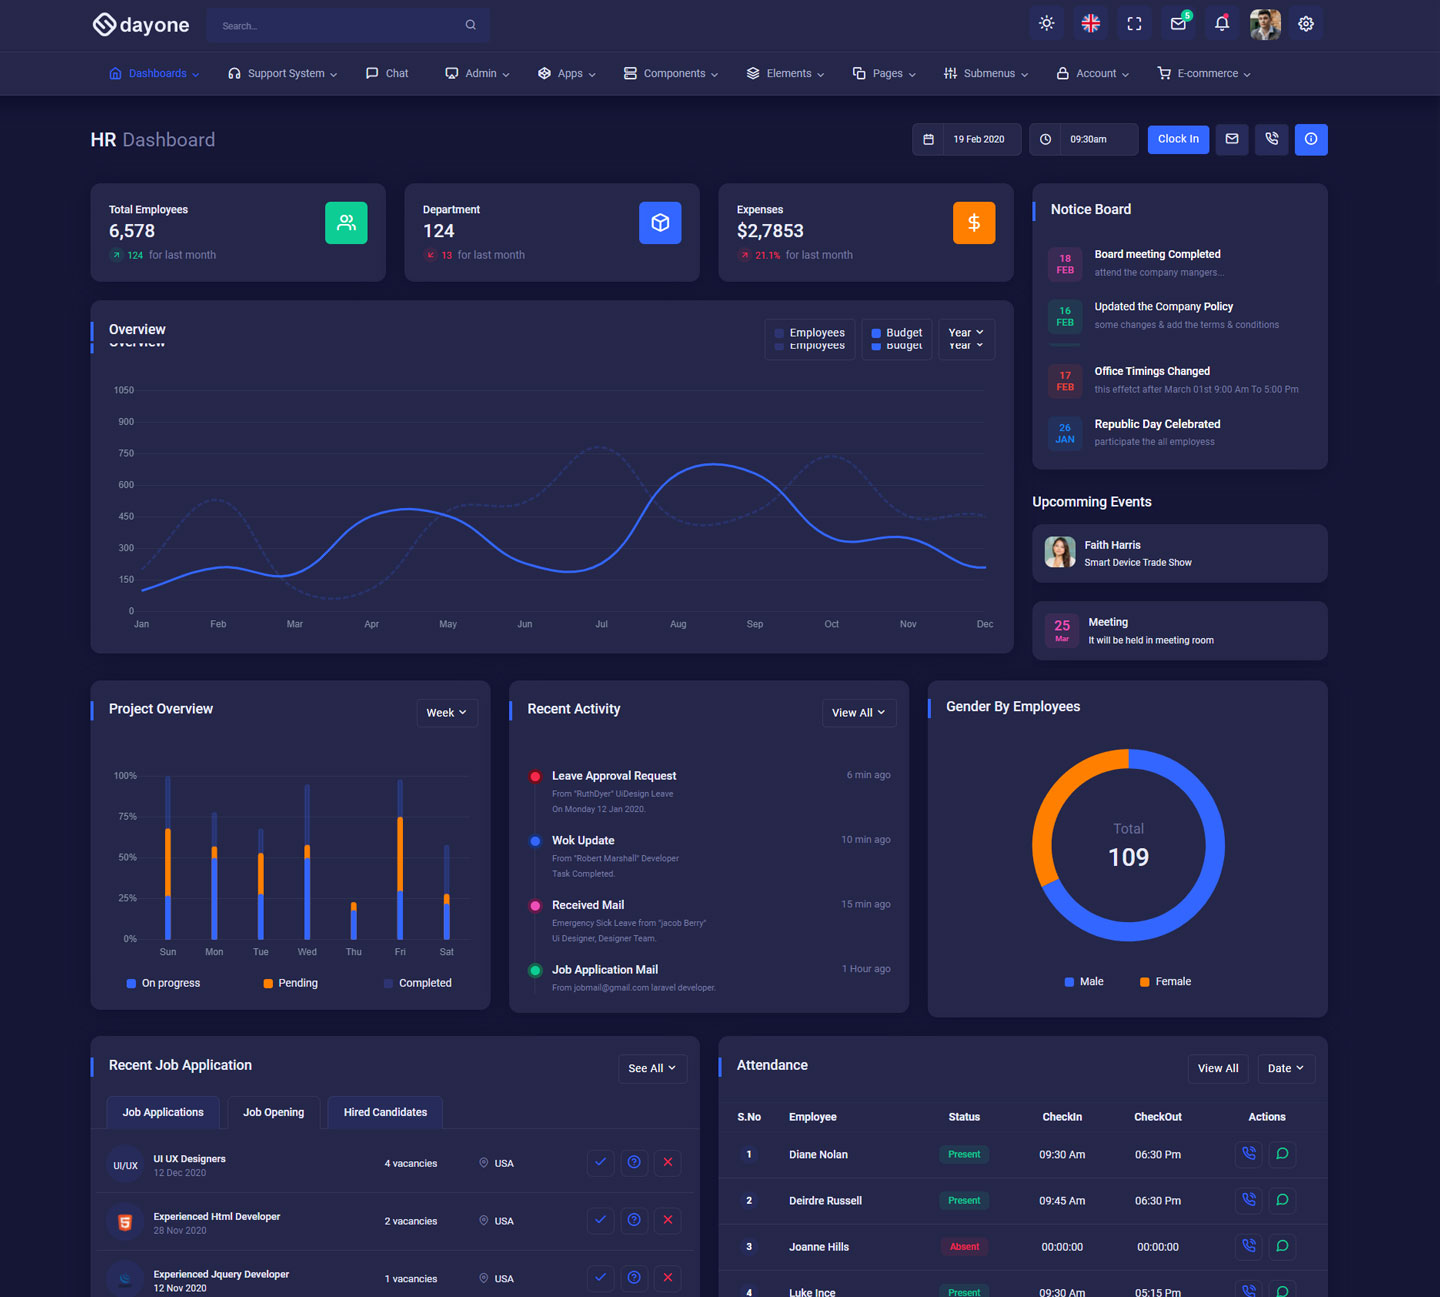 dayone
Search...
5
Dashboards
Support System
Chat
Admin
Apps
Components
Elements
Pages
Submenus
Account
E-commerce
HR Dashboard
19 Feb 2020
09:30am
Clock In
Total Employees
6,578
124 for last month
Department
124
13 for last month
Expenses
$2,7853
21.1% for last month
Notice Board
18 FEB
Board meeting Completed
attend the company mangers...
16 FEB
Updated the Company Policy
some changes & add the terms & conditions
17 FEB
Office Timings Changed
this effetct after March 01st 9:00 Am To 5:00 Pm
26 JAN
Republic Day Celebrated
participate the all employess
Overview
Overview
Employees
Budget
Year
Employees
Budget
Year
1050
900
750
600
450
300
150
0
Jan Feb Mar Apr May Jun Jul Aug Sep Oct Nov Dec
Upcomming Events
Faith Harris
Smart Device Trade Show
25 Mar
Meeting
It will be held in meeting room
Project Overview
Week
100%
75%
50%
25%
0%
Sun Mon Tue Wed Thu Fri Sat
On progress
Pending
Completed
Recent Activity
View All
Leave Approval Request
6 min ago
From "RuthDyer" UiDesign Leave
On Monday 12 Jan 2020.
Wok Update
10 min ago
From "Robert Marshall" Developer
Task Completed.
Received Mail
15 min ago
Emergency Sick Leave from "jacob Berry"
Ui Designer, Designer Team.
Job Application Mail
1 Hour ago
From jobmail@gmail.com laravel developer.
Gender By Employees
Total
109
Male
Female
Recent Job Application
See All
Job Applications
Job Opening
Hired Candidates
UI/UX
UI UX Designers
12 Dec 2020
4 vacancies
USA
5
Experienced Html Developer
28 Nov 2020
2 vacancies
USA
Experienced Jquery Developer
12 Nov 2020
1 vacancies
USA
Attendance
View All
Date
S.No Employee Status CheckIn CheckOut Actions
1 Diane Nolan Present 09:30 Am 06:30 Pm
2 Deirdre Russell Present 09:45 Am 06:30 Pm
3 Joanne Hills Absent 00:00:00 00:00:00
4 Luke Ince Present 09:30 Am 05:15 Pm